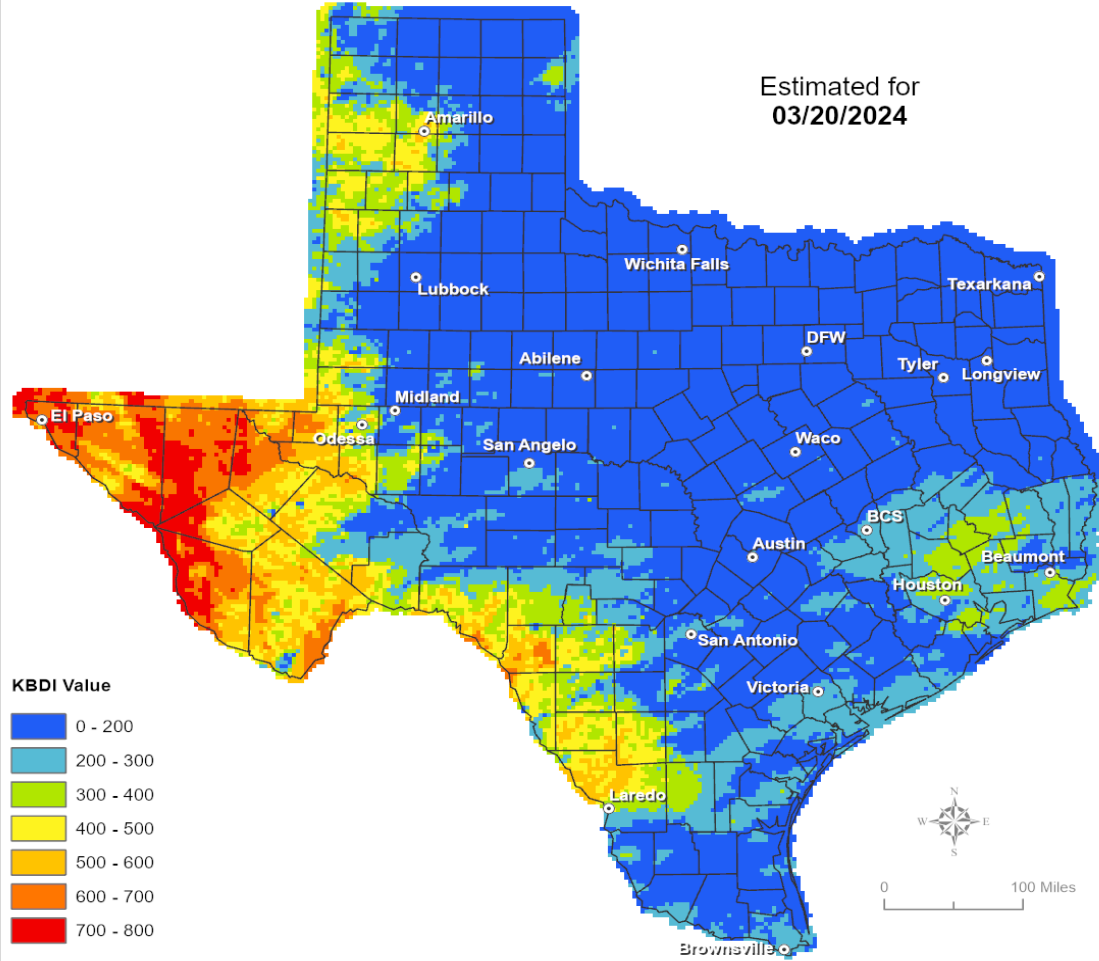 Estimated for
03/20/2024
Amarillo
Wichita Falls
Lubbock
Texarkana
DFW
Abilene
Tyler
Longview
Midland
El Paso
Odessa
San Angelo
Waco
BCS
Austin
Beaumont
Houston
San Antonio
Victoria
Laredo
Brownsville
KBDI Value
0 - 200
200 - 300
300 - 400
400 - 500
500 - 600
600 - 700
700 - 800
N
W E
S
0 100 Miles